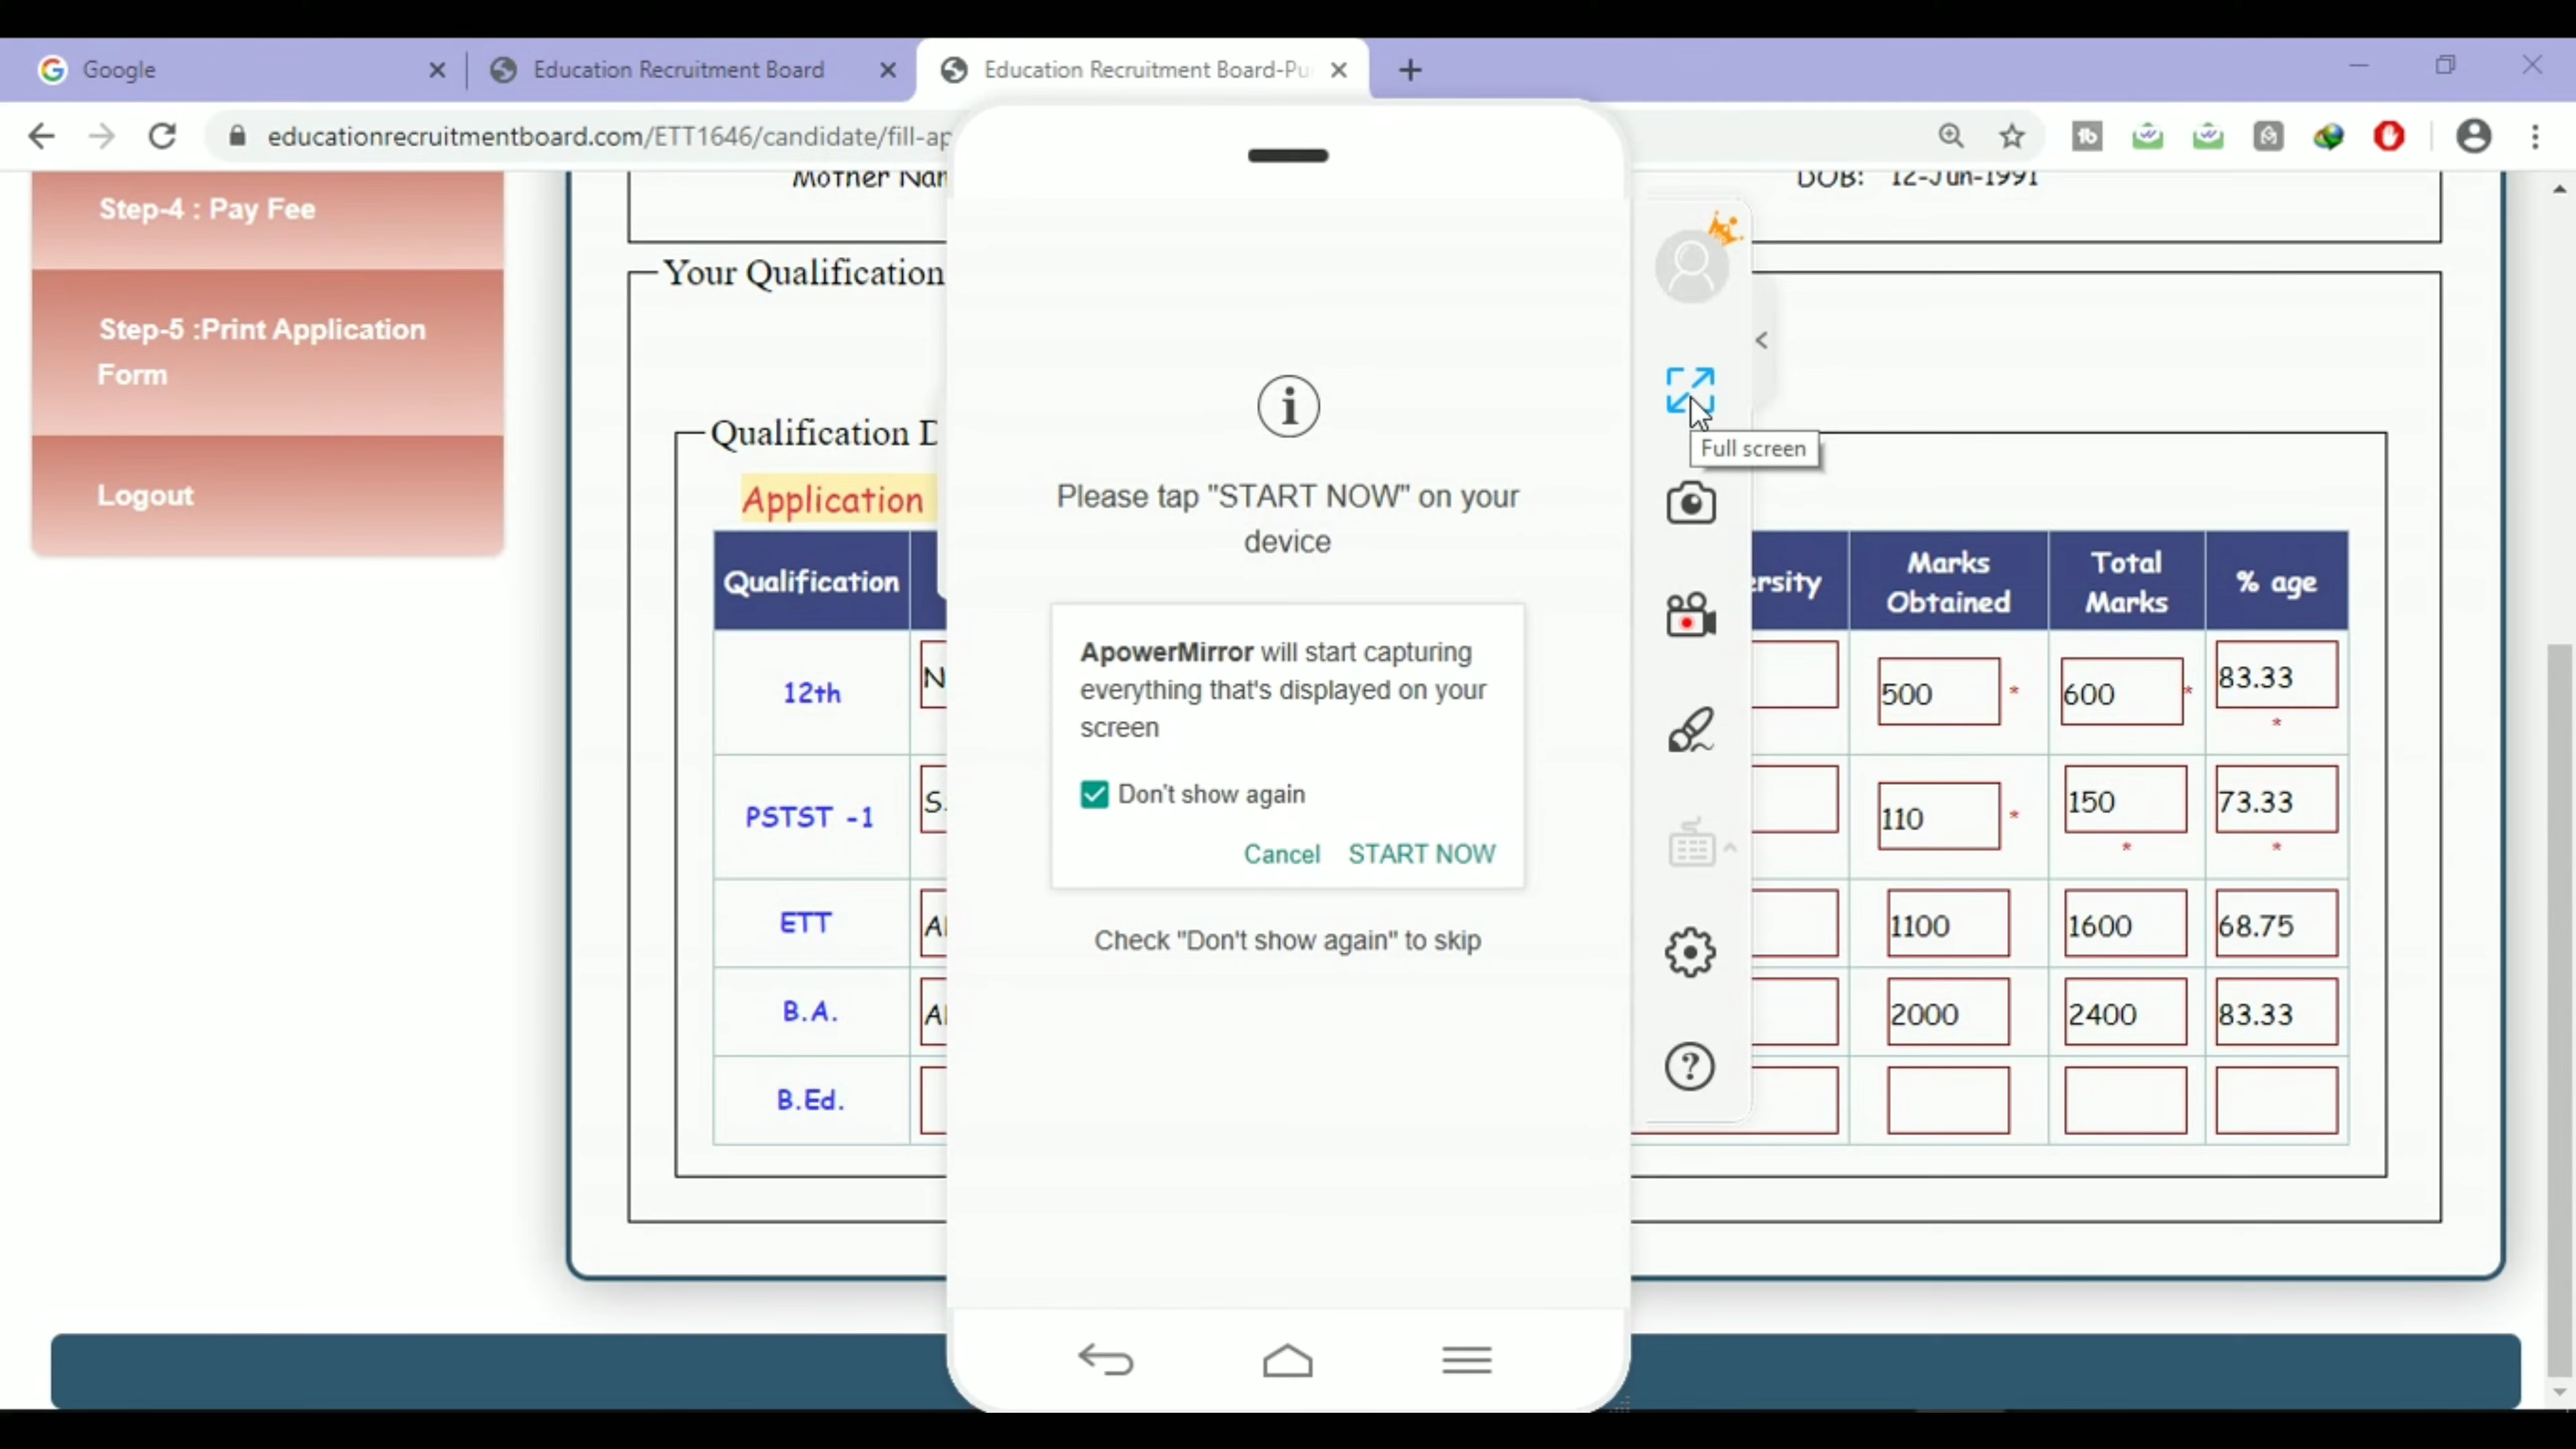 Google
Education Recruitment Board
Education Recruitment Board-Pu
educationrecruitmentboard.com/ETT1646/candidate/fill-ap
Step-4 : Pay Fee
Step-5 :Print Application
Form
Logout
Mother Nam
DOB: 12-Jun-1991
Your Qualification
Qualification D
Application
Qualification
ersity
Marks
Obtained
Total
Marks
% age
12th
N
500 *
600 *
83.33
*
PSTST -1
S
110 *
150
*
73.33
*
ETT
A
1100
1600
68.75
B.A.
A
2000
2400
83.33
B.Ed.
Please tap "START NOW" on your
device
ApowerMirror will start capturing
everything that's displayed on your
screen
Don't show again
Cancel START NOW
Check "Don't show again" to skip
Full screen